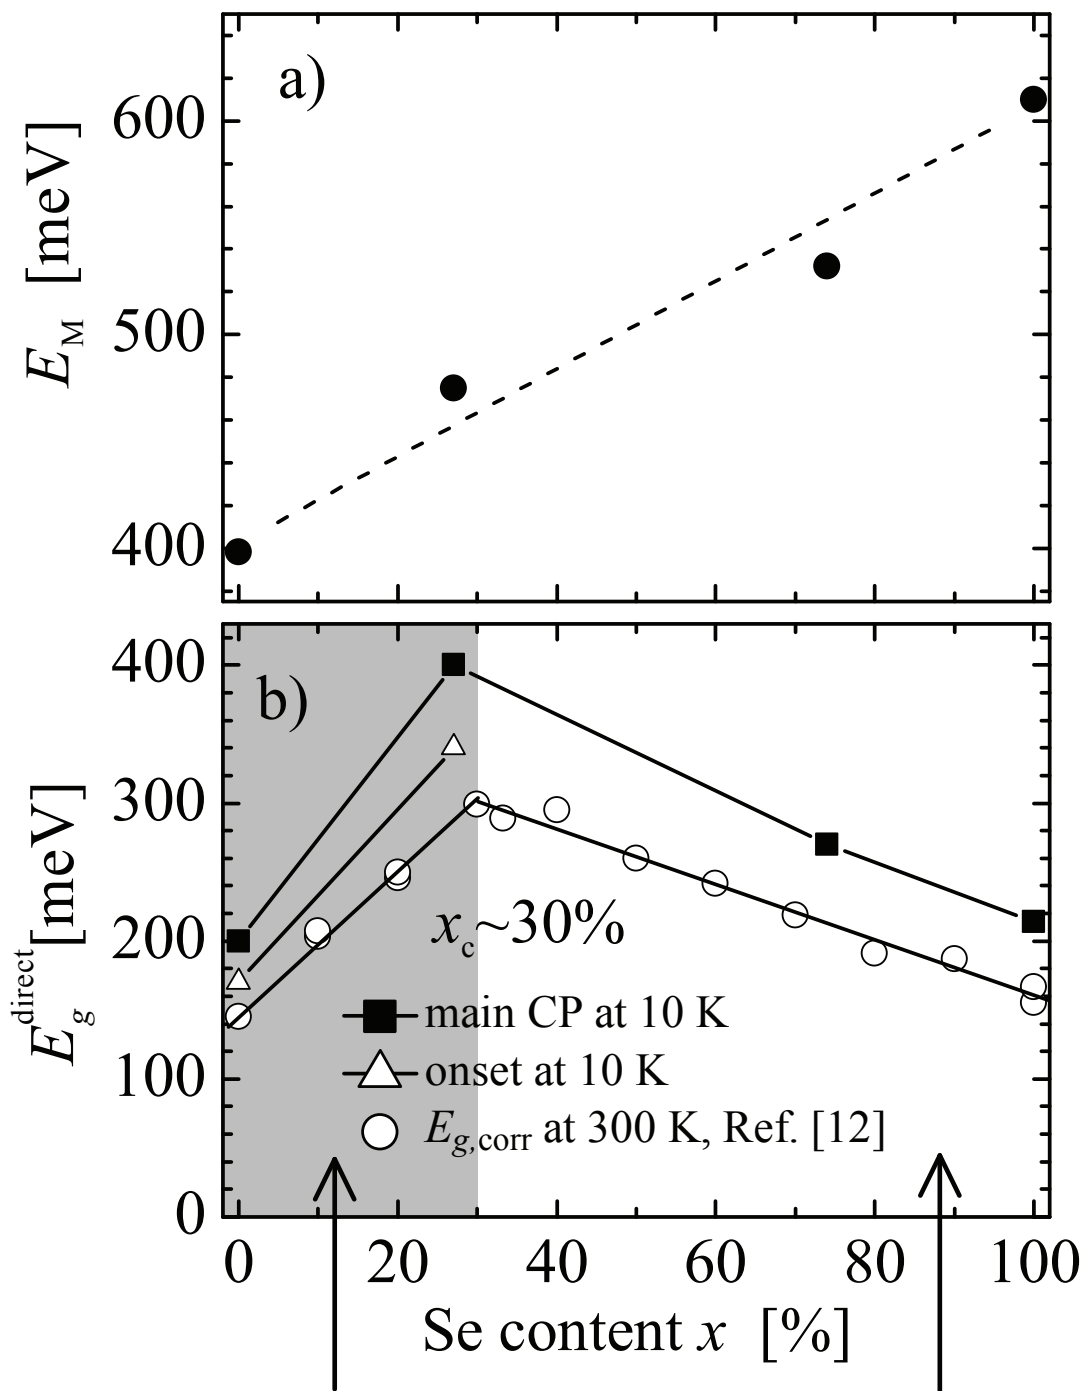 a)
600
500
400
E_M [meV]
b)
400
300
200
100
0
E_g^direct [meV]
x_c~30%
main CP at 10 K
onset at 10 K
E_g,corr at 300 K, Ref. [12]
0 20 40 60 80 100
Se content x [%]